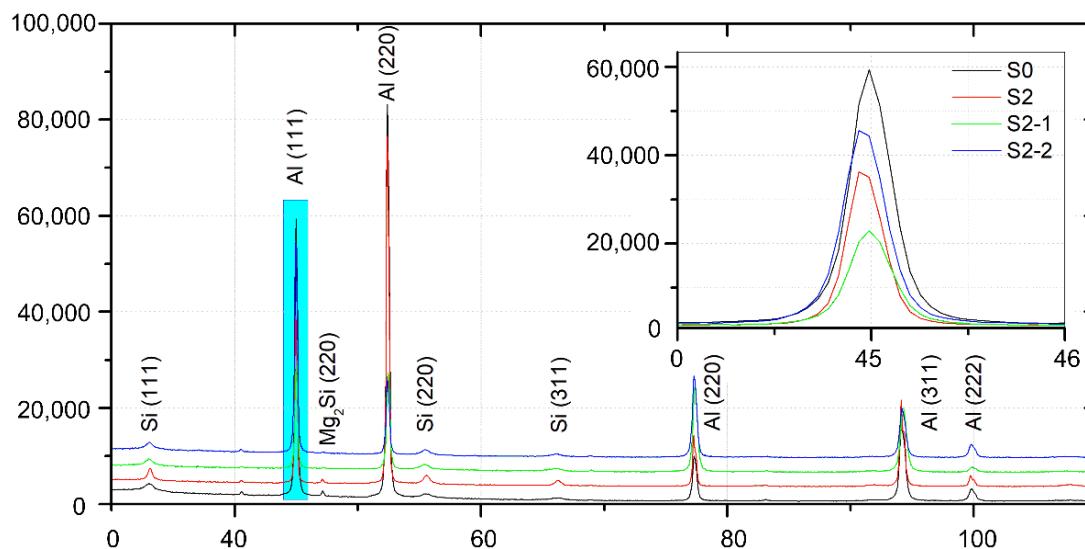 100,000
80,000
60,000
40,000
20,000
0
0
40
60
80
100
Si (111)
Al (111)
Mg2Si (220)
Al (220)
Si (220)
Si (311)
Al (220)
Al (311)
Al (222)
60,000
40,000
20,000
0
0
45
46
S0
S2
S2-1
S2-2